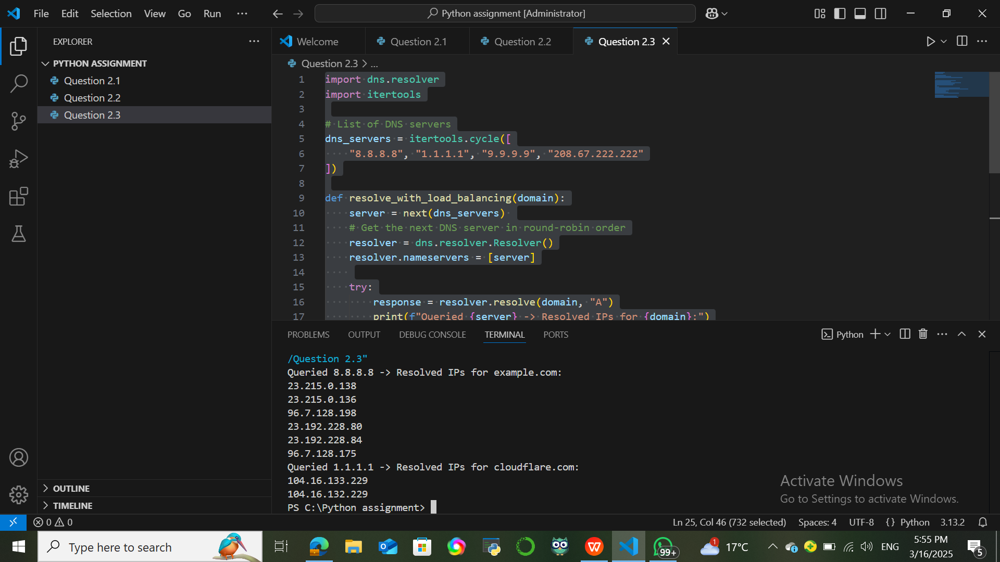 File Edit Selection View Go Run ...
Python assignment [Administrator]
EXPLORER
PYTHON ASSIGNMENT
Question 2.1
Question 2.2
Question 2.3
OUTLINE
TIMELINE
Welcome Question 2.1 Question 2.2 Question 2.3
Question 2.3 > ...
1 import dns.resolver
2 import itertools
3
4 # List of DNS servers
5 dns_servers = itertools.cycle([
6 "8.8.8.8", "1.1.1.1", "9.9.9.9", "208.67.222.222"
7 ])
8
9 def resolve_with_load_balancing(domain):
10 server = next(dns_servers)
11 # Get the next DNS server in round-robin order
12 resolver = dns.resolver.Resolver()
13 resolver.nameservers = [server]
14
15 try:
16 response = resolver.resolve(domain, "A")
17 print(f"Queried {server} -> Resolved IPs for {domain}:")
PROBLEMS OUTPUT DEBUG CONSOLE TERMINAL PORTS
Python
/Question 2.3"
Queried 8.8.8.8 -> Resolved IPs for example.com:
23.215.0.138
23.215.0.136
96.7.128.198
23.192.228.80
23.192.228.84
96.7.128.175
Queried 1.1.1.1 -> Resolved IPs for cloudflare.com:
104.16.133.229
104.16.132.229
PS C:\Python assignment>
Activate Windows
Go to Settings to activate Windows.
0 0
Ln 25, Col 46 (732 selected) Spaces: 4 UTF-8 {} Python 3.13.2
Type here to search
99+
1
17°C
ENG
5:55 PM
3/16/2025
5